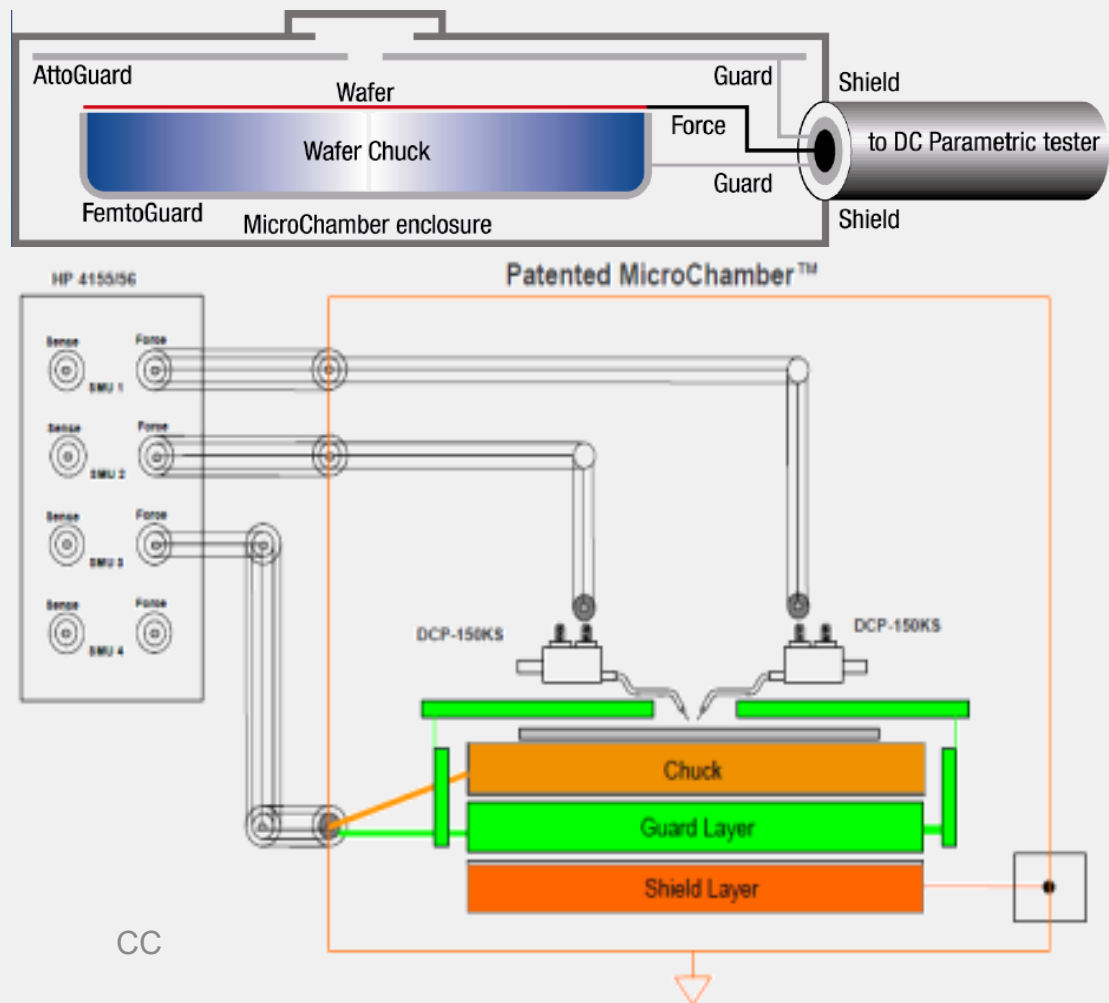 AttoGuard
Guard
Shield
Wafer
Force
Wafer Chuck
to DC Parametric tester
Guard
FemtoGuard
MicroChamber enclosure
Shield
HP 4155/56
Patented MicroChamber™
Sense
Force
SMU 1
Sense
Force
SMU 2
Sense
Force
SMU 3
Sense
Force
SMU 4
DCP-150KS
DCP-150KS
Chuck
Guard Layer
Shield Layer
CC